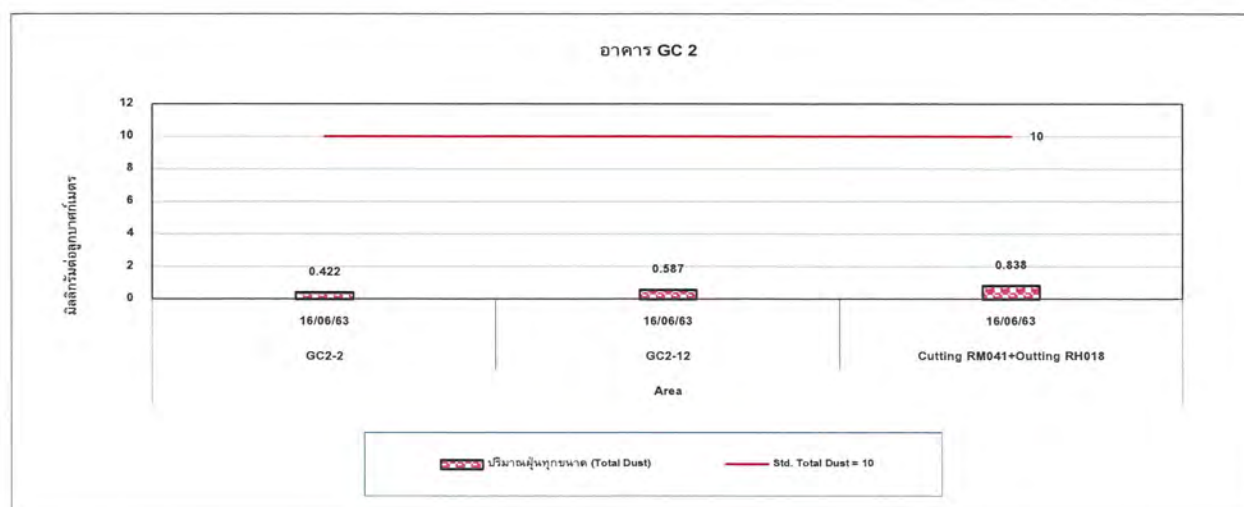 อาคาร GC 2
มิลลิกรัมต่อลูกบาศก์เมตร
12
10
8
6
4
2
0
10
0.422
0.587
0.838
16/06/63
16/06/63
16/06/63
GC2-2
GC2-12
Cutting RM041+Outting RH018
Area
ปริมาณฝุ่นทุกขนาด (Total Dust)
Std. Total Dust = 10